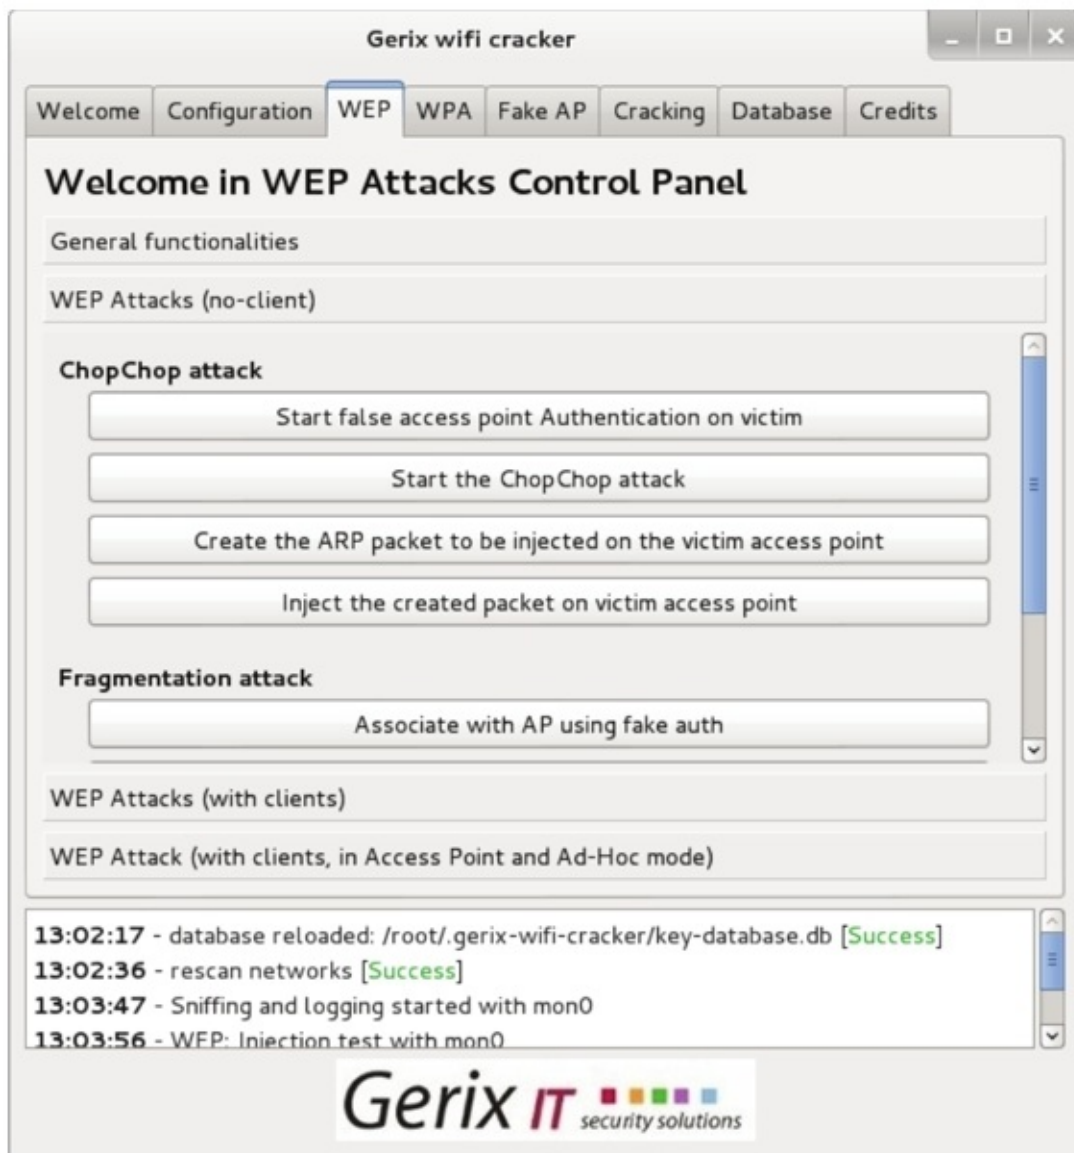 Gerix wifi cracker
Welcome Configuration WEP WPA Fake AP Cracking Database Credits
Welcome in WEP Attacks Control Panel
General functionalities
WEP Attacks (no-client)
ChopChop attack
Start false access point Authentication on victim
Start the ChopChop attack
Create the ARP packet to be injected on the victim access point
Inject the created packet on victim access point
Fragmentation attack
Associate with AP using fake auth
WEP Attacks (with clients)
WEP Attack (with clients, in Access Point and Ad-Hoc mode)
13:02:17 - database reloaded: /root/.gerix-wifi-cracker/key-database.db [Success]
13:02:36 - rescan networks [Success]
13:03:47 - Sniffing and logging started with mon0
13:03:56 - WEP: Injection test with mon0
Gerix IT security solutions